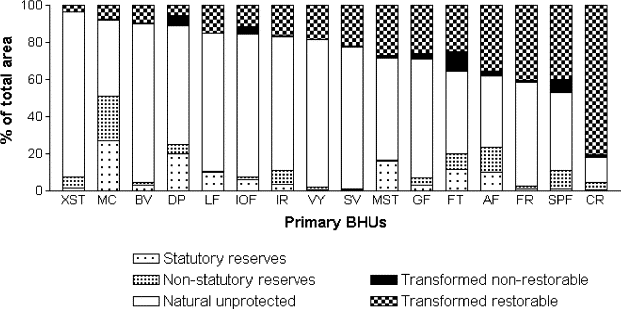 % of total area
100
80
60
40
20
0
XST MC BV DP LF IOF IR VY SV MST GF FT AF FR SPF CR
Primary BHUs
Statutory reserves
Non-statutory reserves Transformed non-restorable
Natural unprotected Transformed restorable